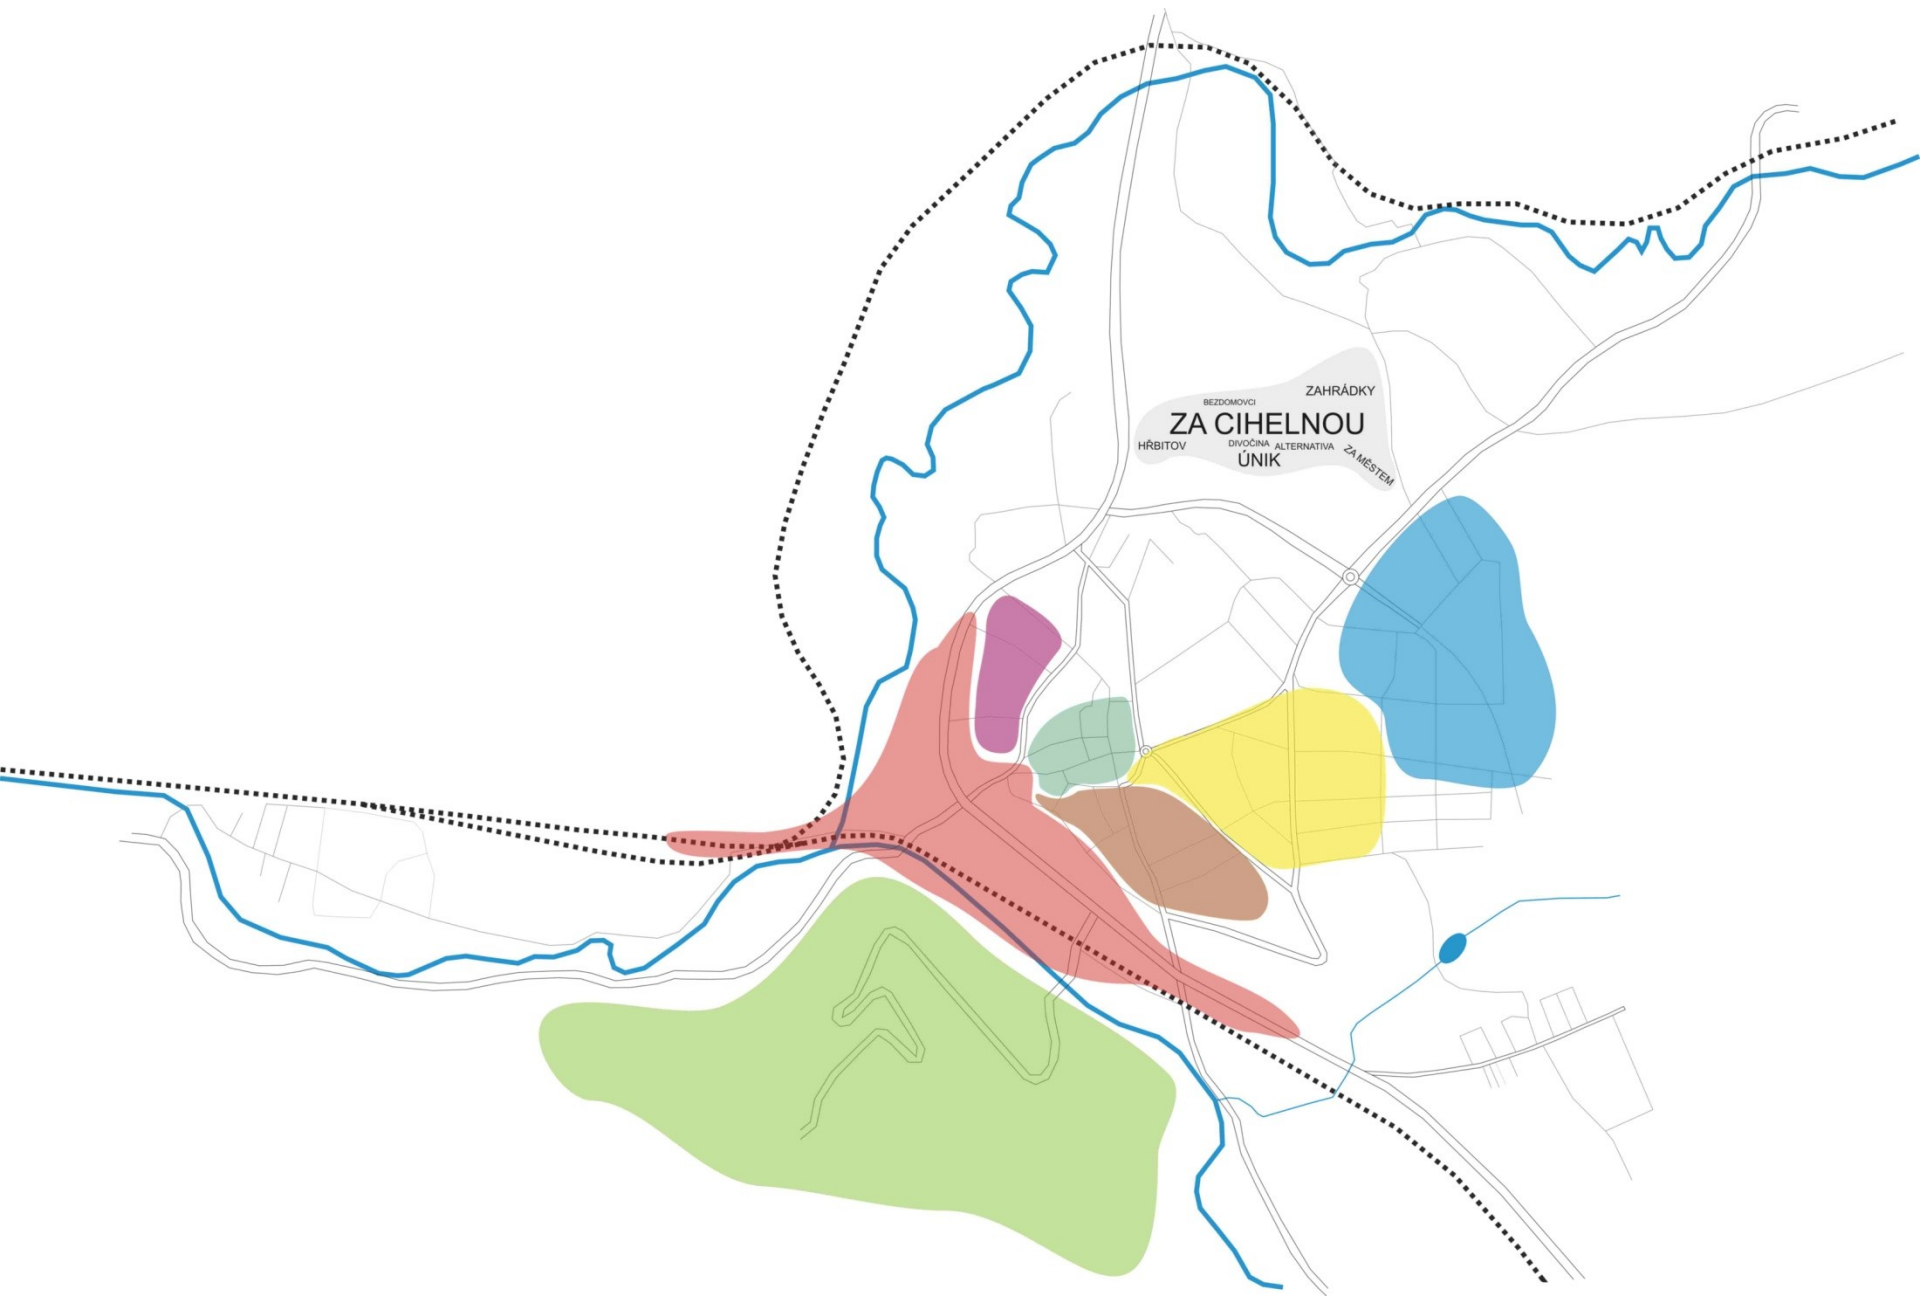 ZAHRÁDKY
BEZDOMOVCI
ZA CIHELNOU
HŘBITOV
DIVOČINA
ALTERNATIVA
ZA MĚSTEM
ÚNIK